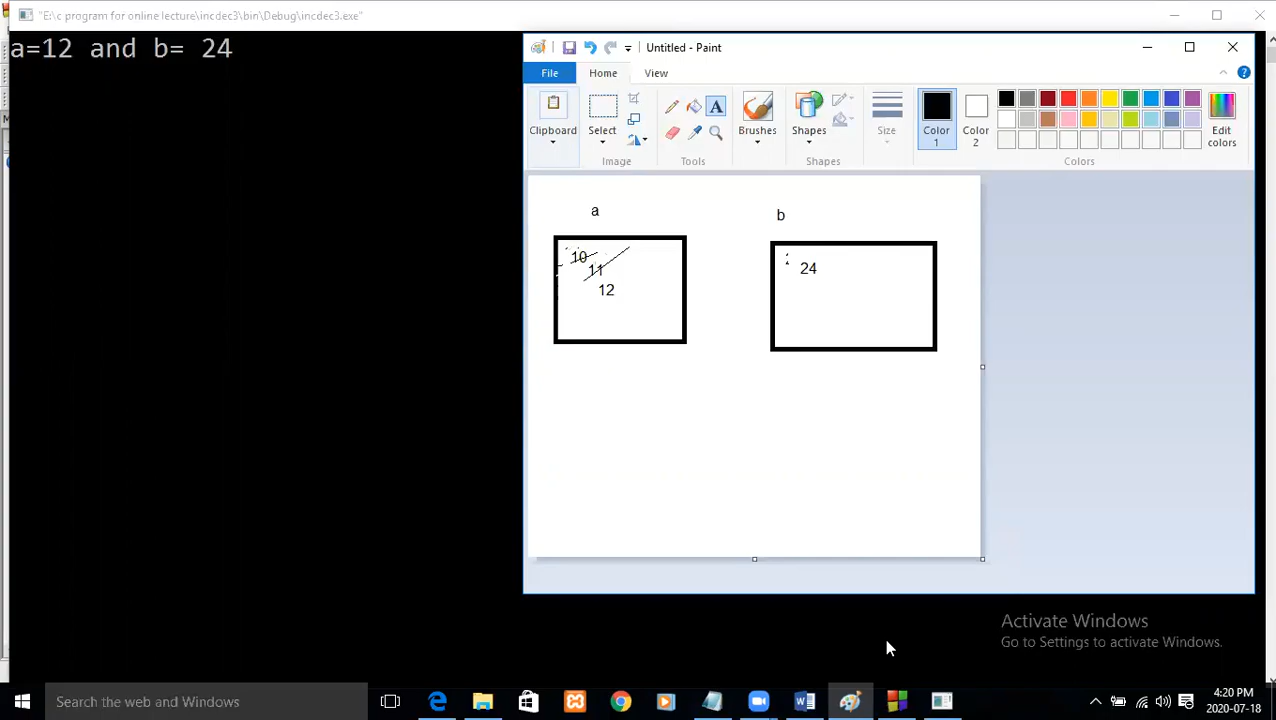 "E:\c program for online lecture\incdec3\bin\Debug\incdec3.exe"
a=12 and b= 24
Untitled - Paint
File
Home
View
Clipboard
Select
Image
A
Tools
Brushes
Shapes
Shapes
Size
Color 1
Color 2
Edit colors
Colors
a
b
10
11
12
24
Activate Windows
Go to Settings to activate Windows.
Search the web and Windows
4:20 PM
2020-07-18